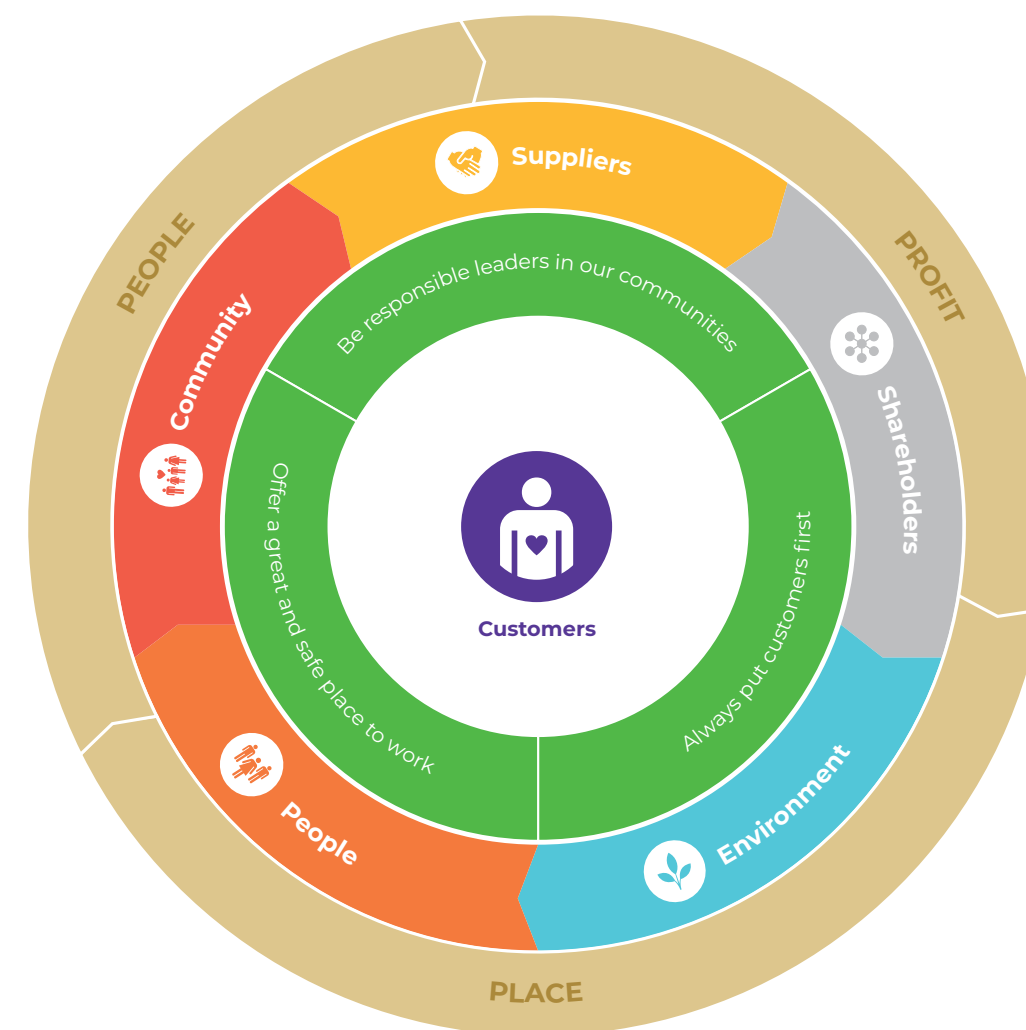 PEOPLE
PROFIT
PLACE
Suppliers
Shareholders
Environment
People
Community
Be responsible leaders in our communities
Always put customers first
Offer a great and safe place to work
Customers